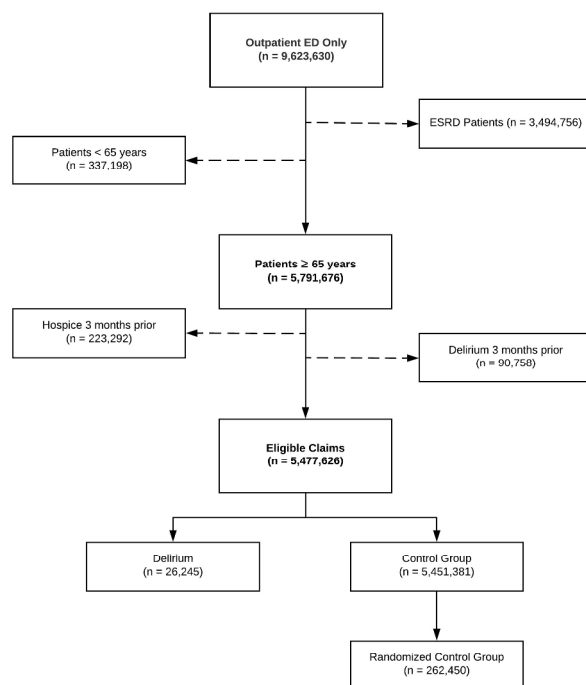 Outpatient ED Only
(n = 9,623,630)
ESRD Patients (n = 3,494,756)
Patients < 65 years
(n = 337,198)
Patients ≥ 65 years
(n = 5,791,676)
Hospice 3 months prior
(n = 223,292)
Delirium 3 months prior
(n = 90,758)
Eligible Claims
(n = 5,477,626)
Delirium
(n = 26,245)
Control Group
(n = 5,451,381)
Randomized Control Group
(n = 262,450)